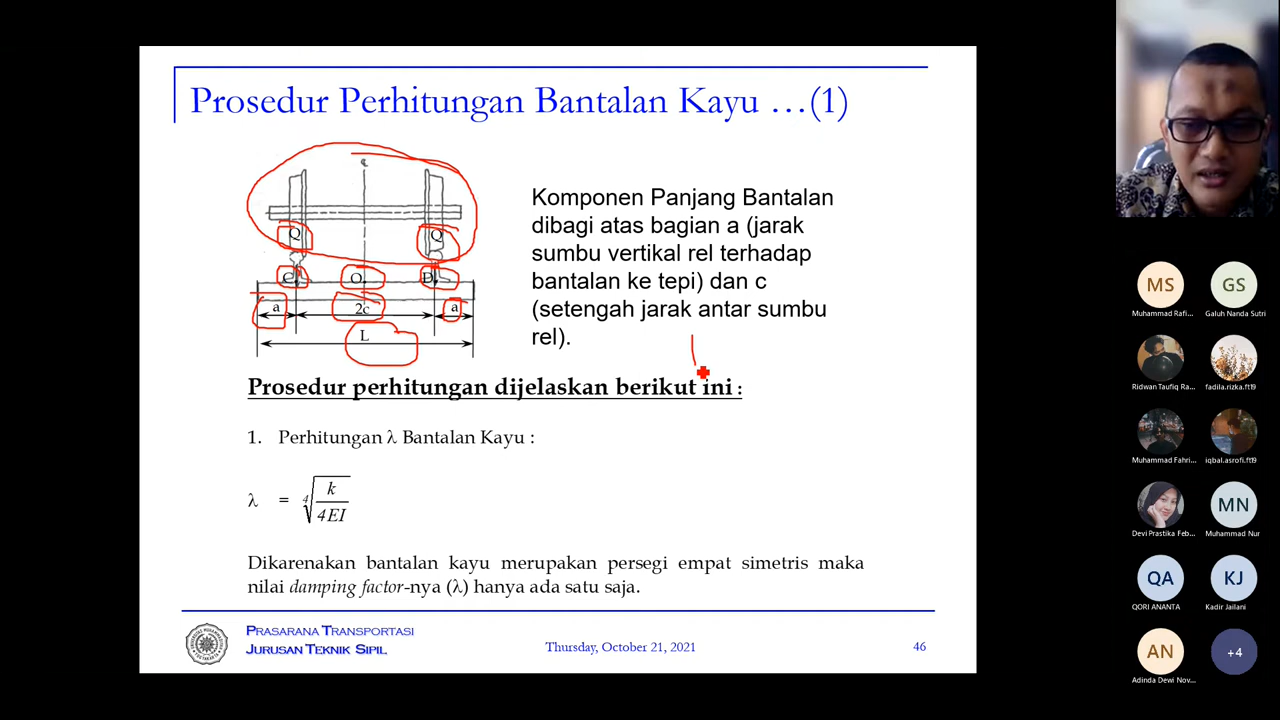 Prosedur Perhitungan Bantalan Kayu ...(1)
℄
Q Q
C O D
a 2c a
L
Komponen Panjang Bantalan
dibagi atas bagian a (jarak
sumbu vertikal rel terhadap
bantalan ke tepi) dan c
(setengah jarak antar sumbu
rel).
Prosedur perhitungan dijelaskan berikut ini :
1. Perhitungan λ Bantalan Kayu :
λ = ∜(k / 4EI)
Dikarenakan bantalan kayu merupakan persegi empat simetris maka
nilai damping factor-nya (λ) hanya ada satu saja.
PRASARANA TRANSPORTASI
JURUSAN TEKNIK SIPIL
Thursday, October 21, 2021
46
MS GS
Muhammad Rafi... Galuh Nanda Sutri
Ridwan Taufiq Ra... fadila.rizka.ft19
Muhammad Fahri... iqbal.asrofi.ft19
MN
Devi Prastika Feb... Muhammad Nur
QA KJ
QORI ANANTA Kadir Jailani
AN +4
Adinda Dewi Nov...